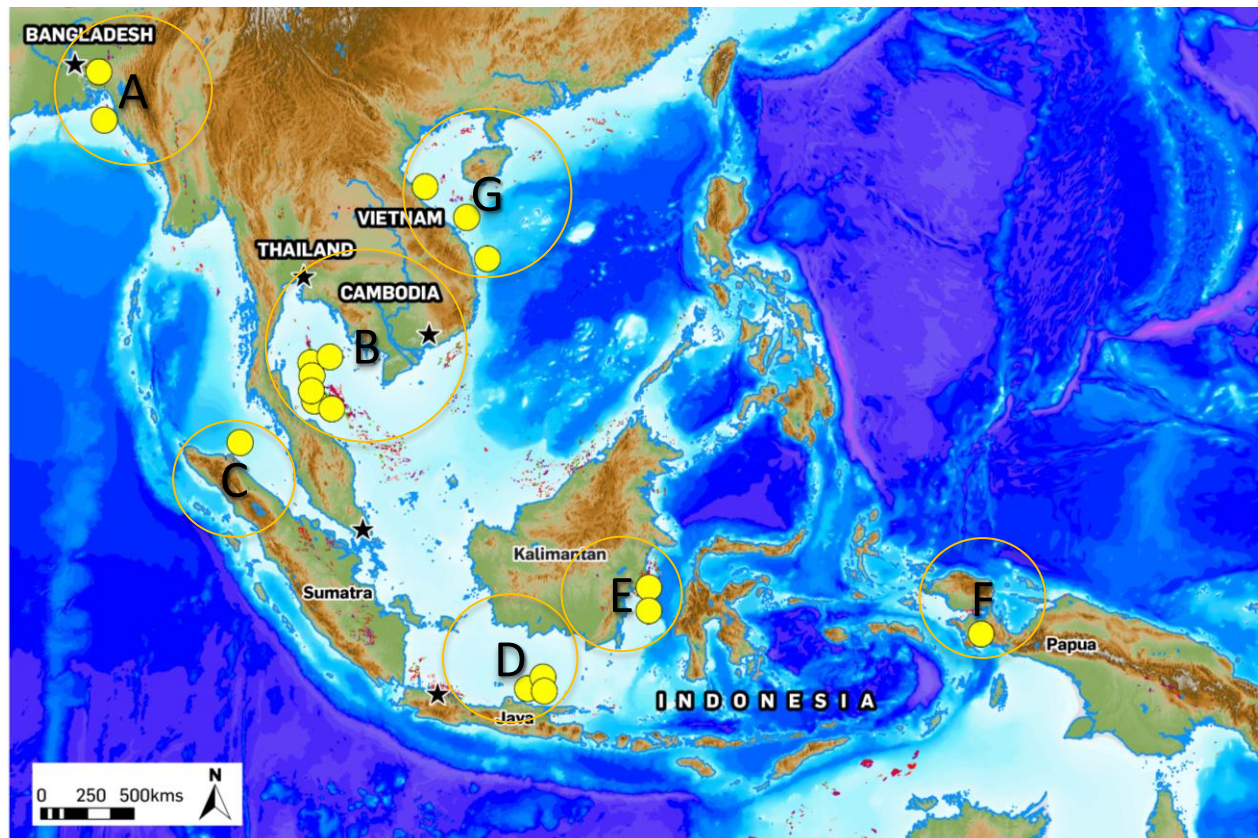 BANGLADESH
A
G
VIETNAM
THAILAND
CAMBODIA
B
C
Kalimantan
E
F
Sumatra
Papua
D
INDONESIA
Java
N
0 250 500kms